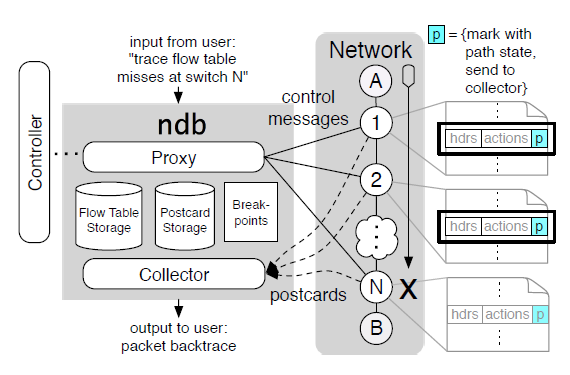 input from user:
"trace flow table
misses at switch N"
Controller
ndb
Proxy
Flow Table
Storage
Postcard
Storage
Break-
points
Collector
output to user:
packet backtrace
control
messages
postcards
Network
A
1
2
N
B
X
p = {mark with
path state,
send to
collector}
hdrs actions p
hdrs actions p
hdrs actions p